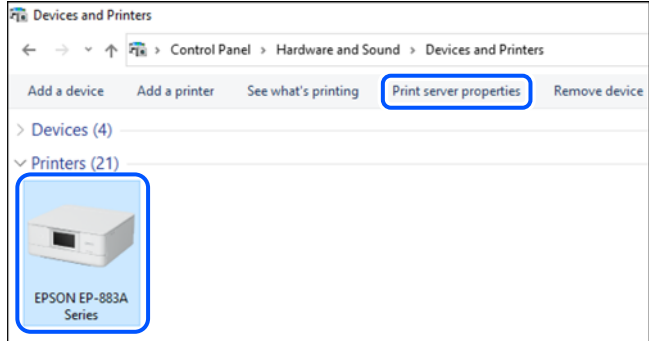 Devices and Printers
Control Panel > Hardware and Sound > Devices and Printers
Add a device Add a printer See what's printing Print server properties Remove device
Devices (4)
Printers (21)
EPSON EP-883A
Series